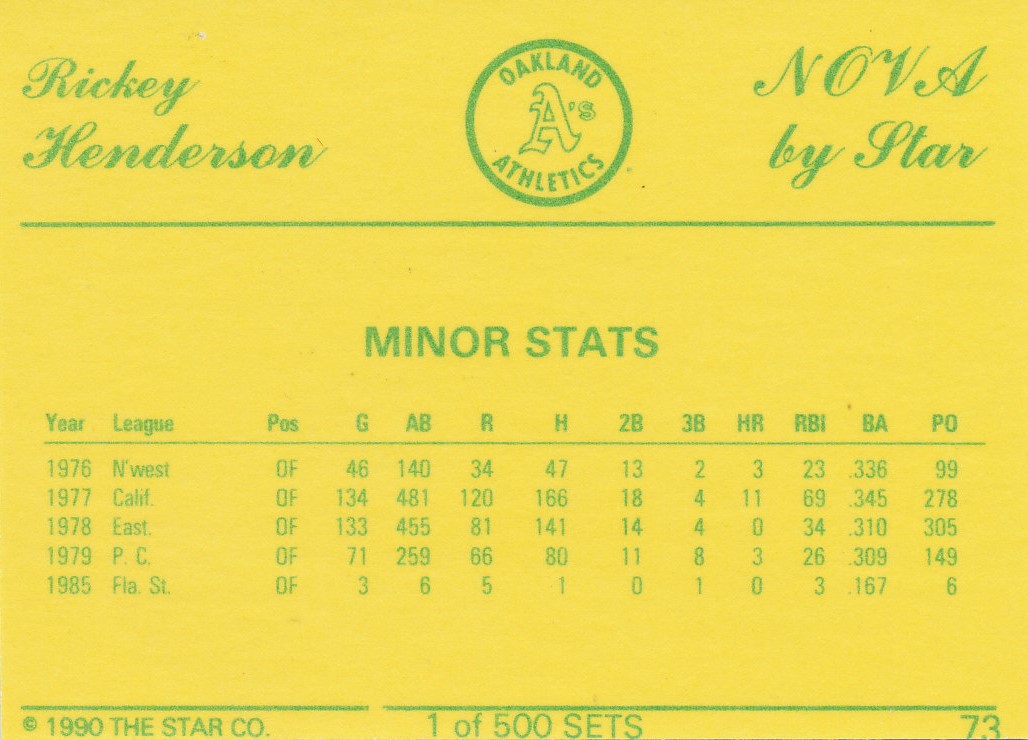 Rickey
Henderson
OAKLAND
A's
ATHLETICS
NOVA
by Star
MINOR STATS
Year League Pos G AB R H 2B 3B HR RBI BA PO
1976 N'west OF 46 140 34 47 13 2 3 23 .336 99
1977 Calif. OF 134 481 120 166 18 4 11 69 .345 278
1978 East. OF 133 455 81 141 14 4 0 34 .310 305
1979 P. C. OF 71 259 66 80 11 8 3 26 .309 149
1985 Fla. St. OF 3 6 5 1 0 1 0 3 .167 6
© 1990 THE STAR CO. 1 of 500 SETS 73